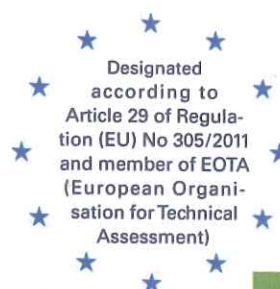 Designated
according to
Article 29 of Regula-
tion (EU) No 305/2011
and member of EOTA
(European Organi-
sation for Technical
Assessment)